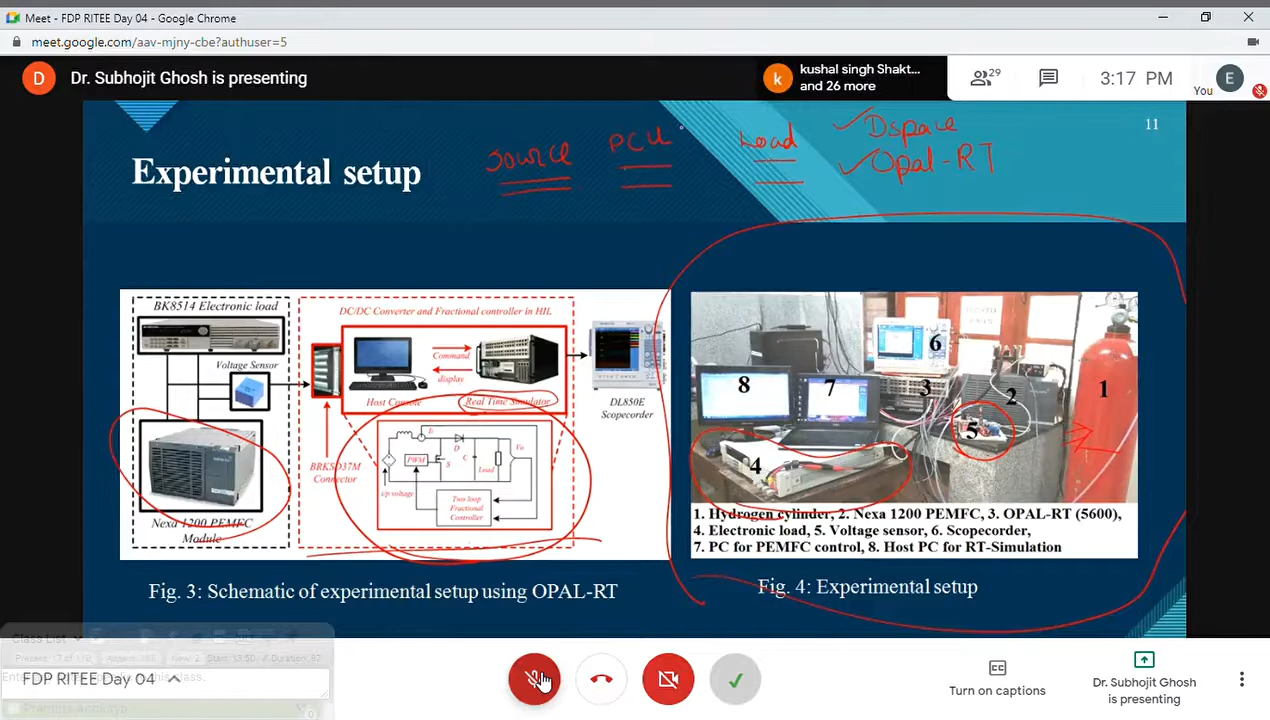 Meet - FDP RITEE Day 04 - Google Chrome
meet.google.com/aav-mjny-cbe?authuser=5
D
Dr. Subhojit Ghosh is presenting
k
kushal singh Shakt...
and 26 more
29
3:17 PM
You
E
11
Source
PCU
Load
Dspace
Opal-RT
Experimental setup
BK8514 Electronic load
Voltage Sensor
Nexa 1200 PEMFC
Module
DC/DC Converter and Fractional controller in HIL
Command
display
Host Console
Real Time Simulator
BRKSD37M
Connector
PWM
S
D
C
Load
Vo
i/p voltage
Two loop
Fractional
Controller
DL850E
Scopecorder
8
7
6
3
2
1
5
4
1. Hydrogen cylinder, 2. Nexa 1200 PEMFC, 3. OPAL-RT (5600),
4. Electronic load, 5. Voltage sensor, 6. Scopecorder,
7. PC for PEMFC control, 8. Host PC for RT-Simulation
Fig. 3: Schematic of experimental setup using OPAL-RT
Fig. 4: Experimental setup
Class List
FDP RITEE Day 04
Turn on captions
Dr. Subhojit Ghosh
is presenting